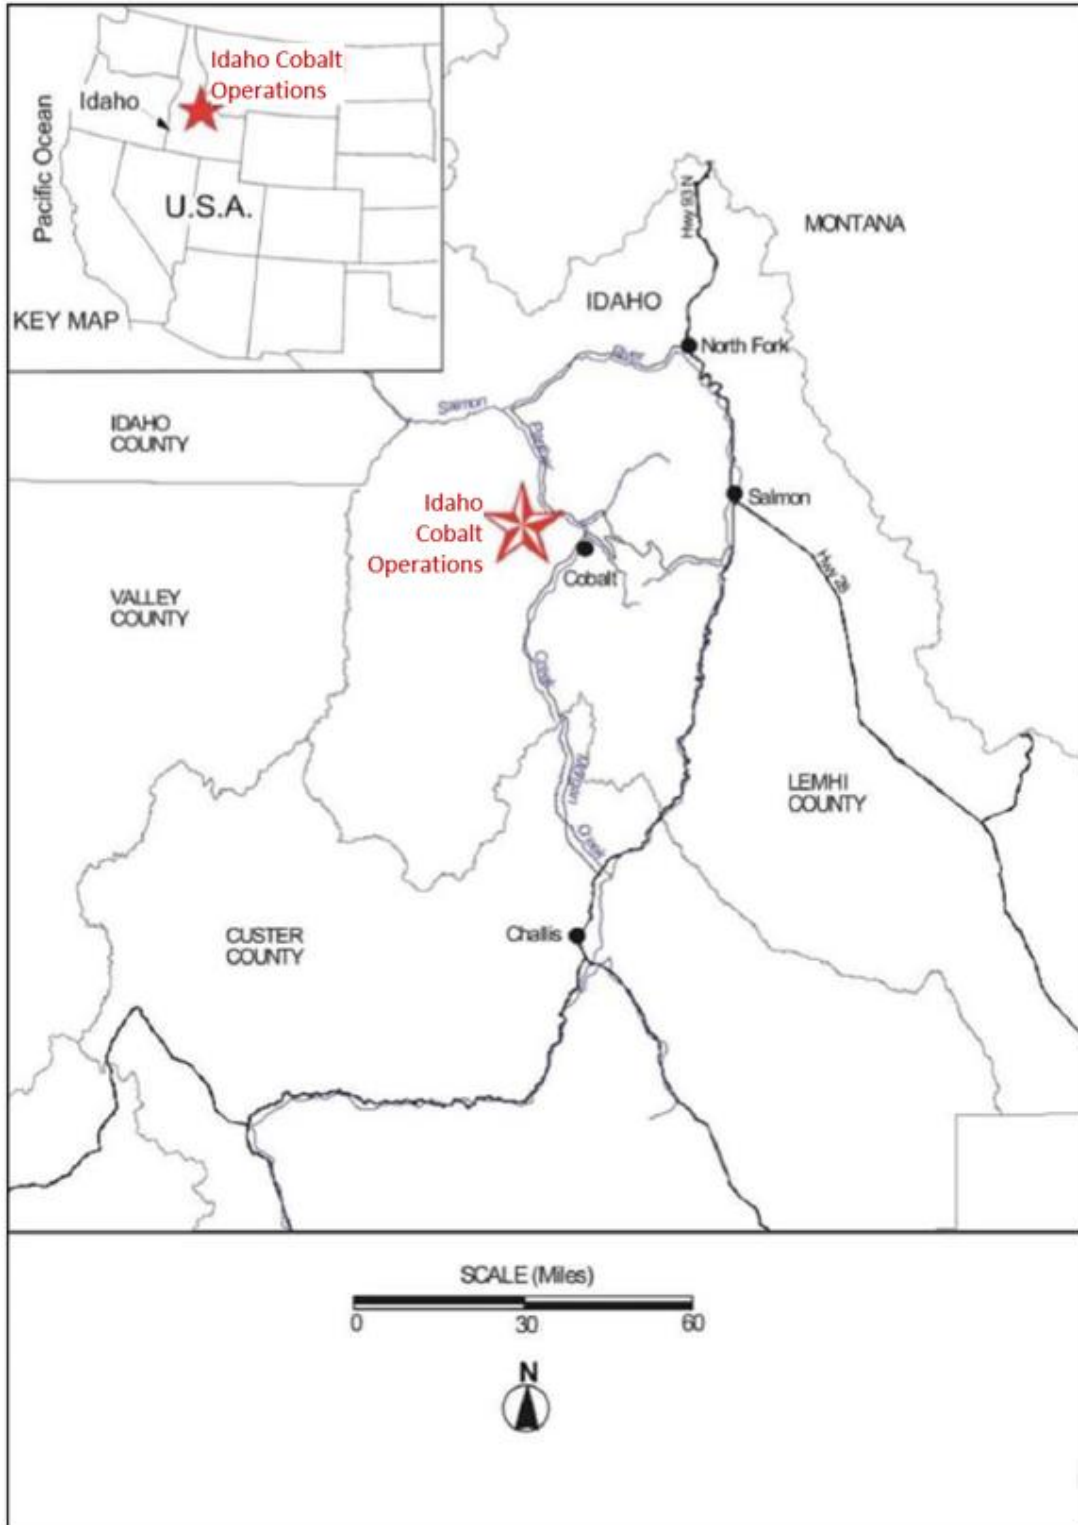 Idaho Cobalt
Operations
Idaho
Pacific Ocean
U.S.A.
KEY MAP
Hwy 93 N
MONTANA
IDAHO
North Fork
River
Salmon
IDAHO
COUNTY
Panther
Salmon
Idaho
Cobalt
Operations
Cobalt
Hwy 28
VALLEY
COUNTY
Creek
Morgan
LEMHI
COUNTY
Creek
Challis
CUSTER
COUNTY
SCALE (Miles)
0 30 60
N